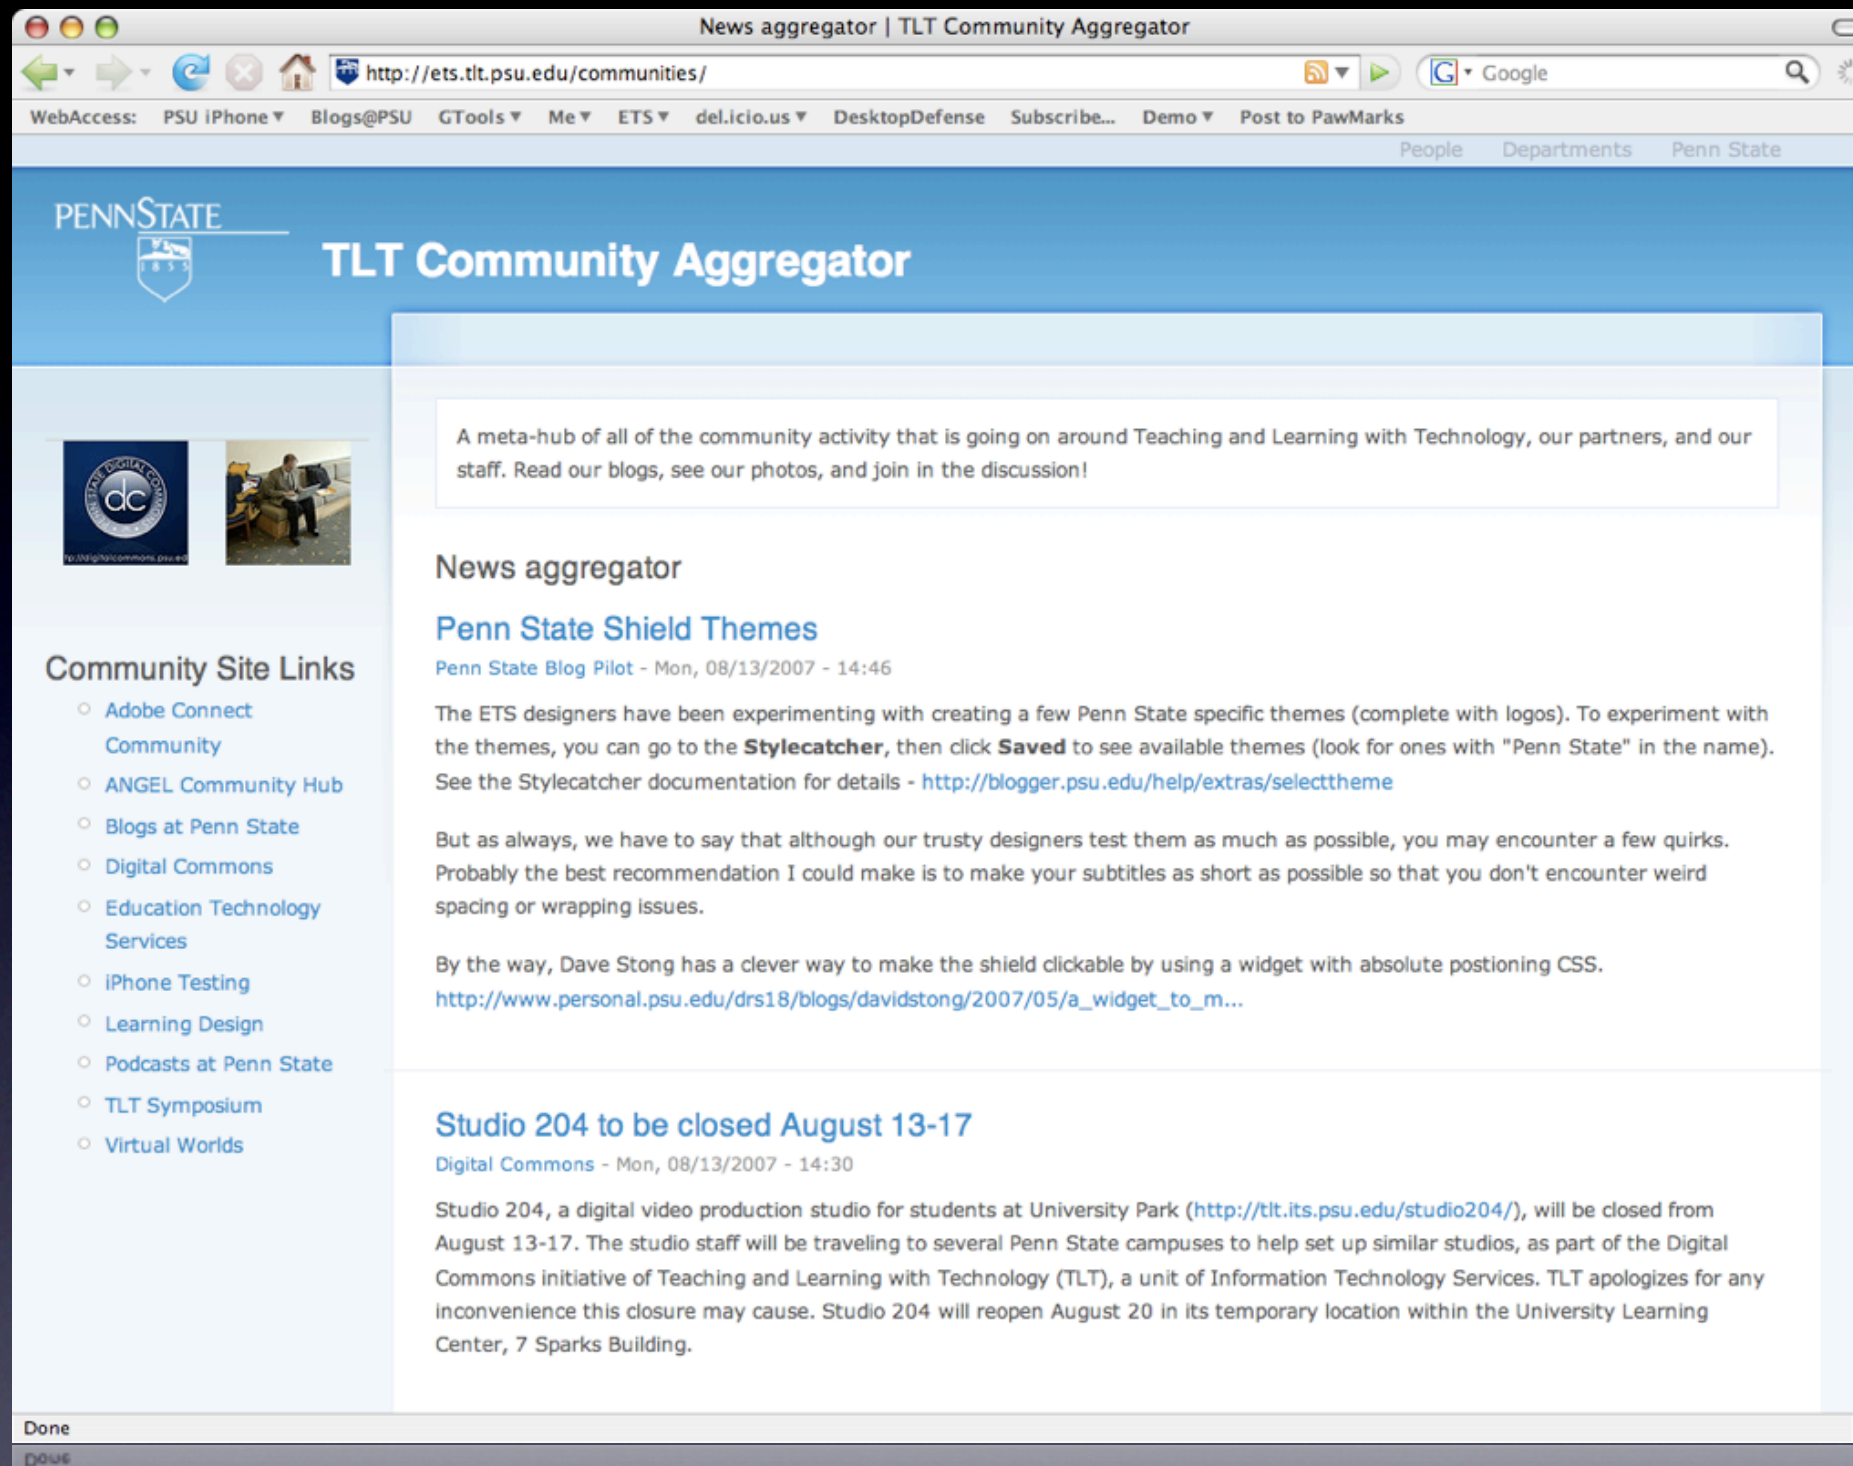 News aggregator | TLT Community Aggregator
http://ets.tlt.psu.edu/communities/
Google
WebAccess: PSU iPhone Blogs@PSU GTools Me ETS del.icio.us DesktopDefense Subscribe... Demo Post to PawMarks
People Departments Penn State
PENNSTATE
1855
TLT Community Aggregator
A meta-hub of all of the community activity that is going on around Teaching and Learning with Technology, our partners, and our
staff. Read our blogs, see our photos, and join in the discussion!
PENN STATE DIGITAL COMMONS
dc
tp://digitalcommons.psu.ed
Community Site Links
Adobe Connect
Community
ANGEL Community Hub
Blogs at Penn State
Digital Commons
Education Technology
Services
iPhone Testing
Learning Design
Podcasts at Penn State
TLT Symposium
Virtual Worlds
News aggregator
Penn State Shield Themes
Penn State Blog Pilot - Mon, 08/13/2007 - 14:46
The ETS designers have been experimenting with creating a few Penn State specific themes (complete with logos). To experiment with
the themes, you can go to the Stylecatcher, then click Saved to see available themes (look for ones with "Penn State" in the name).
See the Stylecatcher documentation for details - http://blogger.psu.edu/help/extras/selecttheme
But as always, we have to say that although our trusty designers test them as much as possible, you may encounter a few quirks.
Probably the best recommendation I could make is to make your subtitles as short as possible so that you don't encounter weird
spacing or wrapping issues.
By the way, Dave Stong has a clever way to make the shield clickable by using a widget with absolute postioning CSS.
http://www.personal.psu.edu/drs18/blogs/davidstong/2007/05/a_widget_to_m...
Studio 204 to be closed August 13-17
Digital Commons - Mon, 08/13/2007 - 14:30
Studio 204, a digital video production studio for students at University Park (http://tlt.its.psu.edu/studio204/), will be closed from
August 13-17. The studio staff will be traveling to several Penn State campuses to help set up similar studios, as part of the Digital
Commons initiative of Teaching and Learning with Technology (TLT), a unit of Information Technology Services. TLT apologizes for any
inconvenience this closure may cause. Studio 204 will reopen August 20 in its temporary location within the University Learning
Center, 7 Sparks Building.
Done